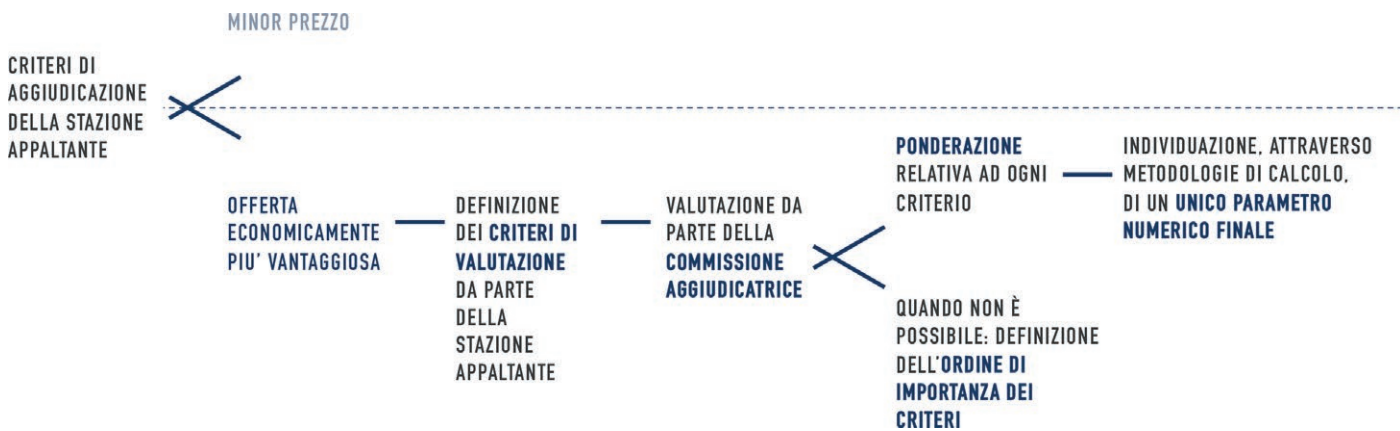 MINOR PREZZO
CRITERI DI
AGGIUDICAZIONE
DELLA STAZIONE
APPALTANTE
OFFERTA
ECONOMICAMENTE
PIU' VANTAGGIOSA
DEFINIZIONE
DEI CRITERI DI
VALUTAZIONE
DA PARTE
DELLA
STAZIONE
APPALTANTE
VALUTAZIONE DA
PARTE DELLA
COMMISSIONE
AGGIUDICATRICE
PONDERAZIONE
RELATIVA AD OGNI
CRITERIO
INDIVIDUAZIONE, ATTRAVERSO
METODOLOGIE DI CALCOLO,
DI UN UNICO PARAMETRO
NUMERICO FINALE
QUANDO NON È
POSSIBILE: DEFINIZIONE
DELL'ORDINE DI
IMPORTANZA DEI
CRITERI